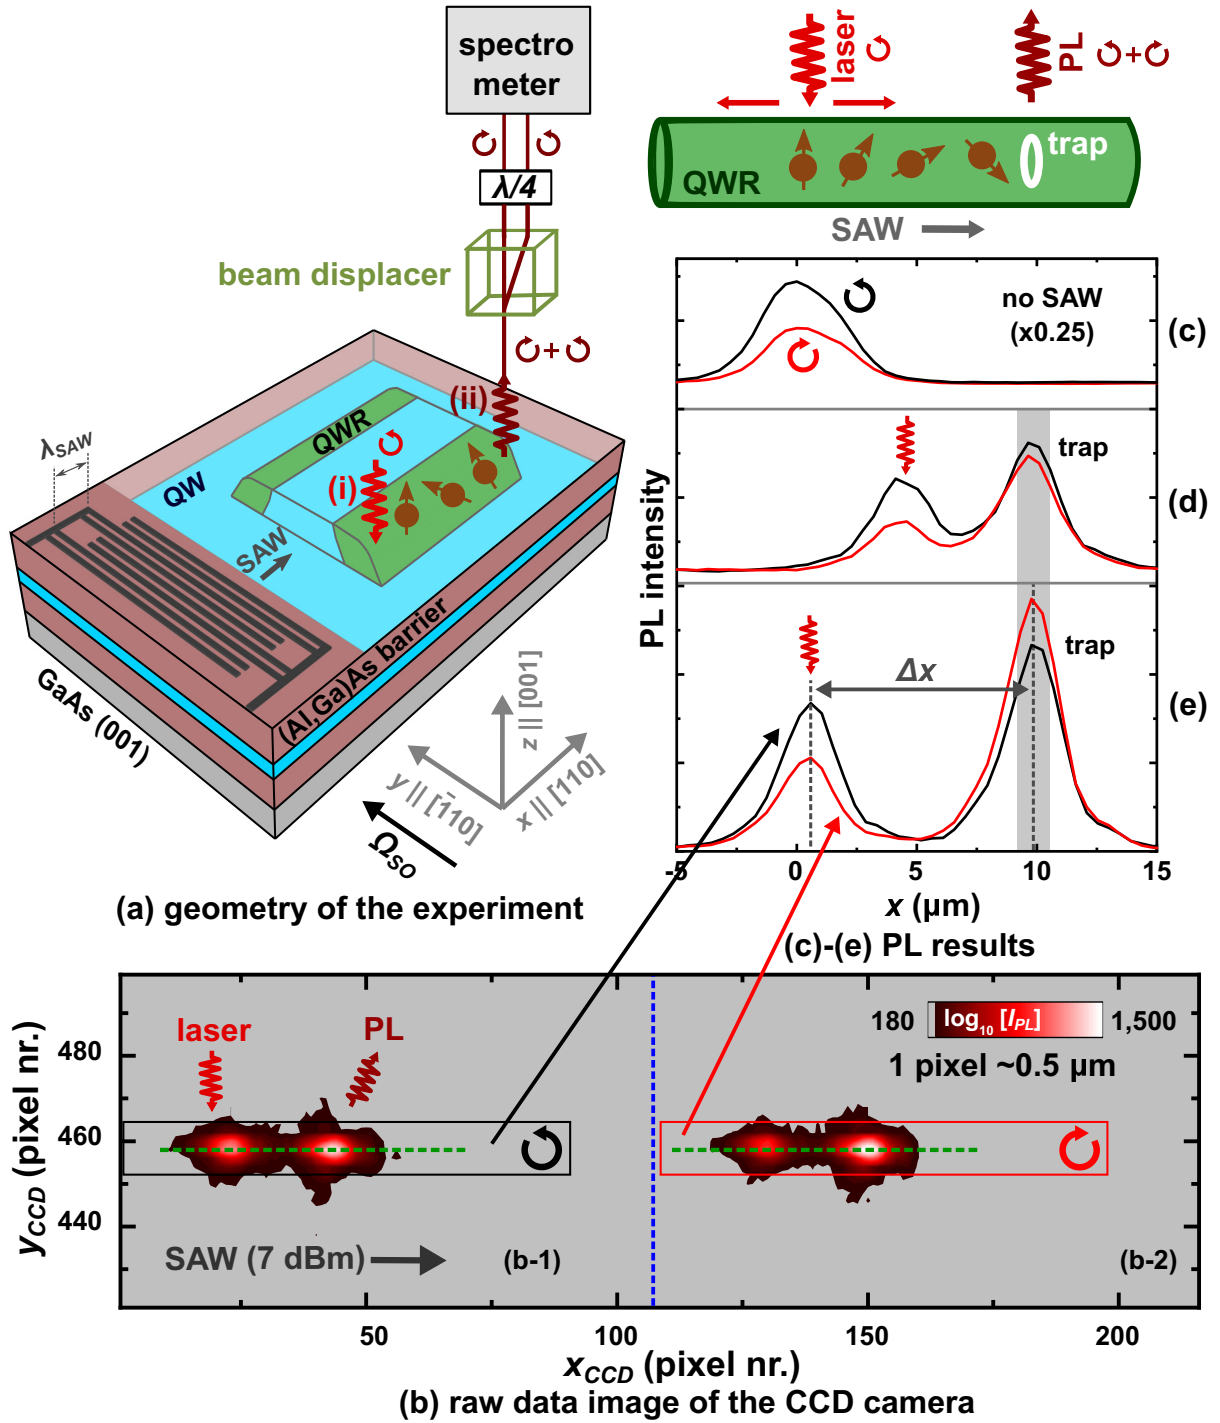 spectro
meter
λ/4
beam displacer
(ii)
QWR
(i)
λSAW
QW
SAW
(Al,Ga)As barrier
GaAs (001)
z || [001]
y || [1̄10]
x || [110]
ΩSO
(a) geometry of the experiment
laser
PL
+
+
QWR
trap
SAW
no SAW
(x0.25)
(c)
trap
(d)
trap
Δx
(e)
PL intensity
-5 0 5 10 15
x (μm)
(c)-(e) PL results
laser
PL
180 log10 [IPL] 1,500
1 pixel ~0.5 μm
480
460
440
yCCD (pixel nr.)
SAW (7 dBm)
(b-1)
(b-2)
50 100 150 200
xCCD (pixel nr.)
(b) raw data image of the CCD camera